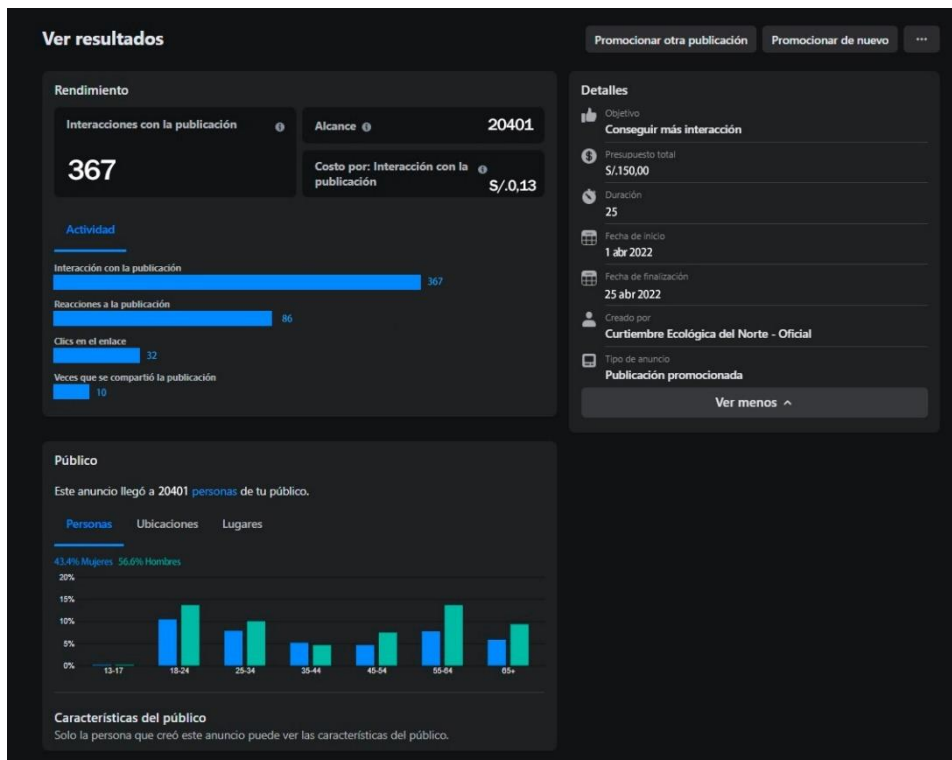 Ver resultados
Promocionar otra publicación
Promocionar de nuevo
...
Rendimiento
Interacciones con la publicación
367
Alcance
20401
Costo por: Interacción con la
publicación
S/.0,13
Actividad
Interacción con la publicación
367
Reacciones a la publicación
86
Clics en el enlace
32
Veces que se compartió la publicación
10
Detalles
Objetivo
Conseguir más interacción
Presupuesto total
S/.150,00
Duración
25
Fecha de inicio
1 abr 2022
Fecha de finalización
25 abr 2022
Creado por
Curtiembre Ecológica del Norte - Oficial
Tipo de anuncio
Publicación promocionada
Ver menos
Público
Este anuncio llegó a 20401 personas de tu público.
Personas Ubicaciones Lugares
43.4% Mujeres 56.6% Hombres
20%
15%
10%
5%
0%
13-17 18-24 25-34 35-44 45-54 55-64 65+
Características del público
Solo la persona que creó este anuncio puede ver las características del público.